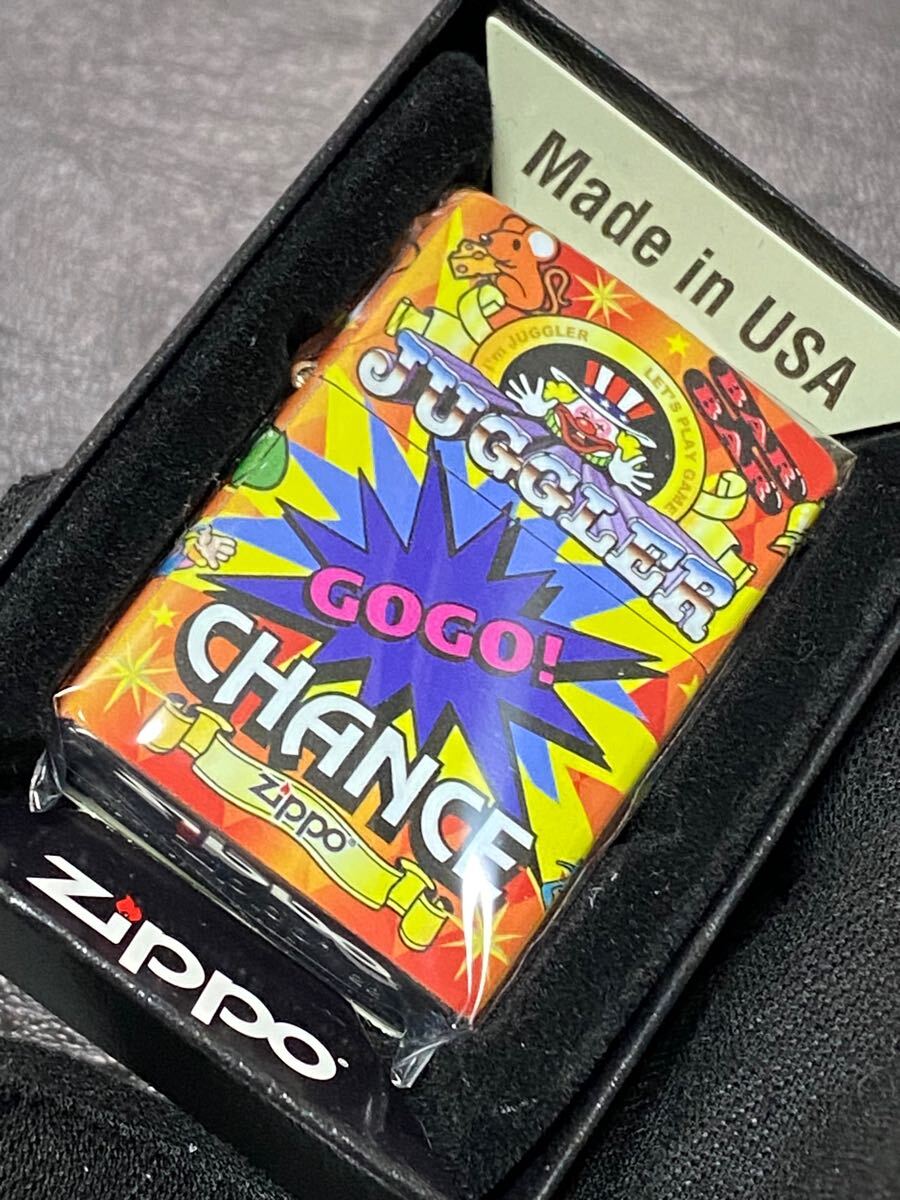 Made in USA
I'm JUGGLER
LET'S PLAY GAME
JUGGLER
BAR
BAR
GOGO!
CHANCE
Zippo®
Zippo®